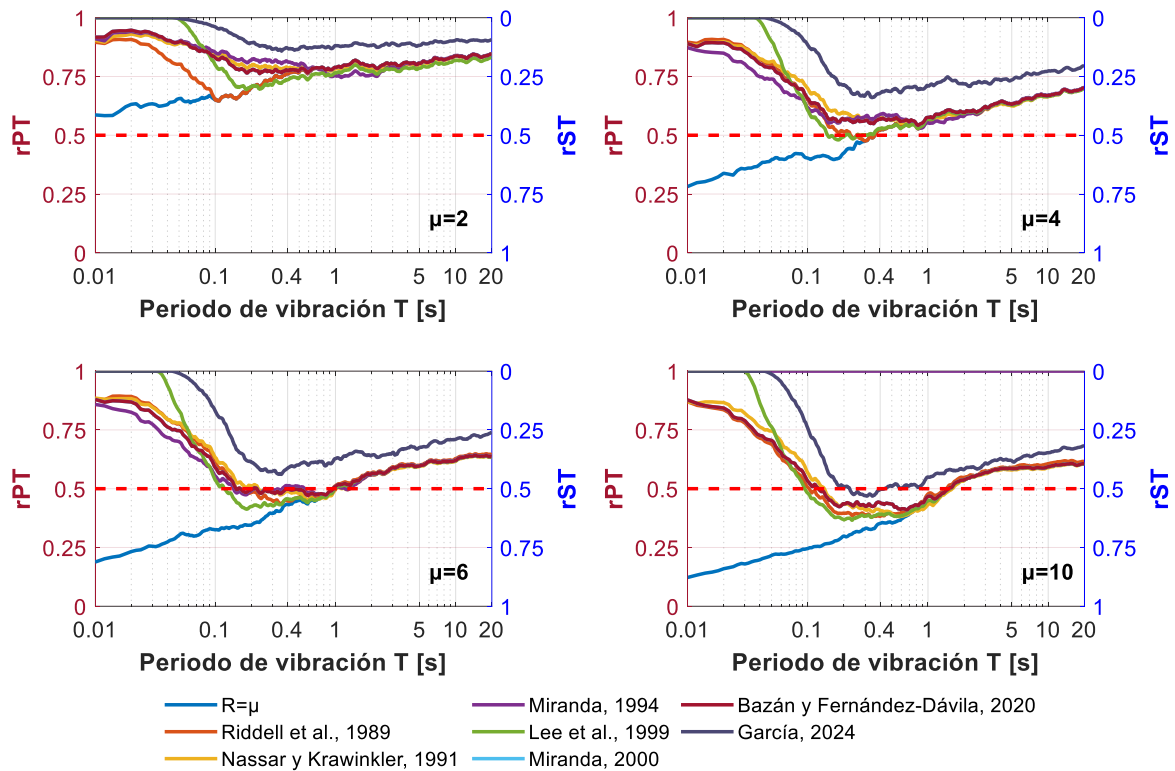 1 0 1 0
0.75 0.25 0.75 0.25
rPT 0.5 0.5 rST rPT 0.5 0.5 rST
0.25 0.75 0.25 0.75
µ=2 µ=4
0 1 0 1
0.01 0.1 0.4 1 5 10 20 0.01 0.1 0.4 1 5 10 20
Periodo de vibración T [s] Periodo de vibración T [s]
1 0 1 0
0.75 0.25 0.75 0.25
rPT 0.5 0.5 rST rPT 0.5 0.5 rST
0.25 0.75 0.25 0.75
µ=6 µ=10
0 1 0 1
0.01 0.1 0.4 1 5 10 20 0.01 0.1 0.4 1 5 10 20
Periodo de vibración T [s] Periodo de vibración T [s]
R=µ Miranda, 1994 Bazán y Fernández-Dávila, 2020
Riddell et al., 1989 Lee et al., 1999 García, 2024
Nassar y Krawinkler, 1991 Miranda, 2000